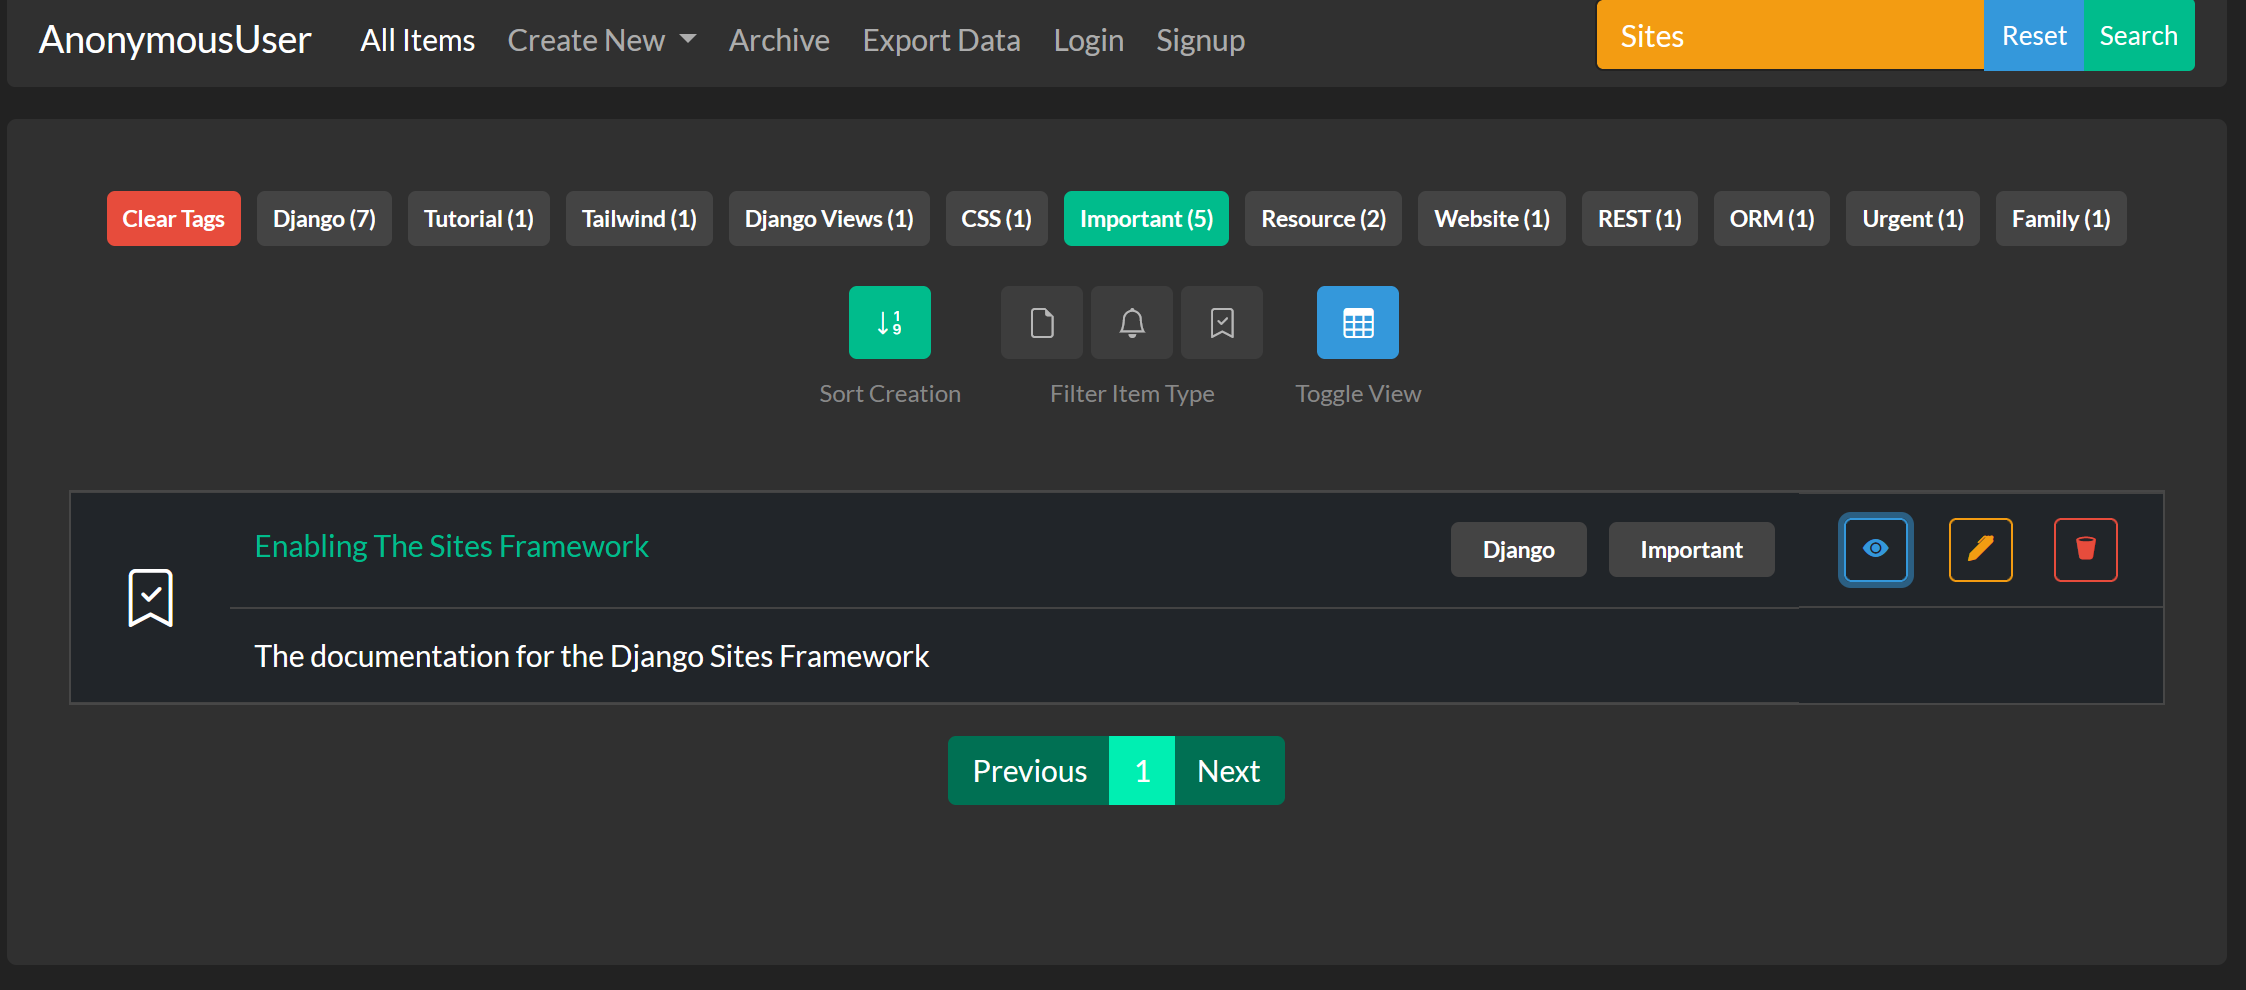 AnonymousUser All Items Create New Archive Export Data Login Signup Sites Reset Search
Clear Tags Django (7) Tutorial (1) Tailwind (1) Django Views (1) CSS (1) Important (5) Resource (2) Website (1) REST (1) ORM (1) Urgent (1) Family (1)
1
9
Sort Creation Filter Item Type Toggle View
Enabling The Sites Framework Django Important
The documentation for the Django Sites Framework
Previous 1 Next